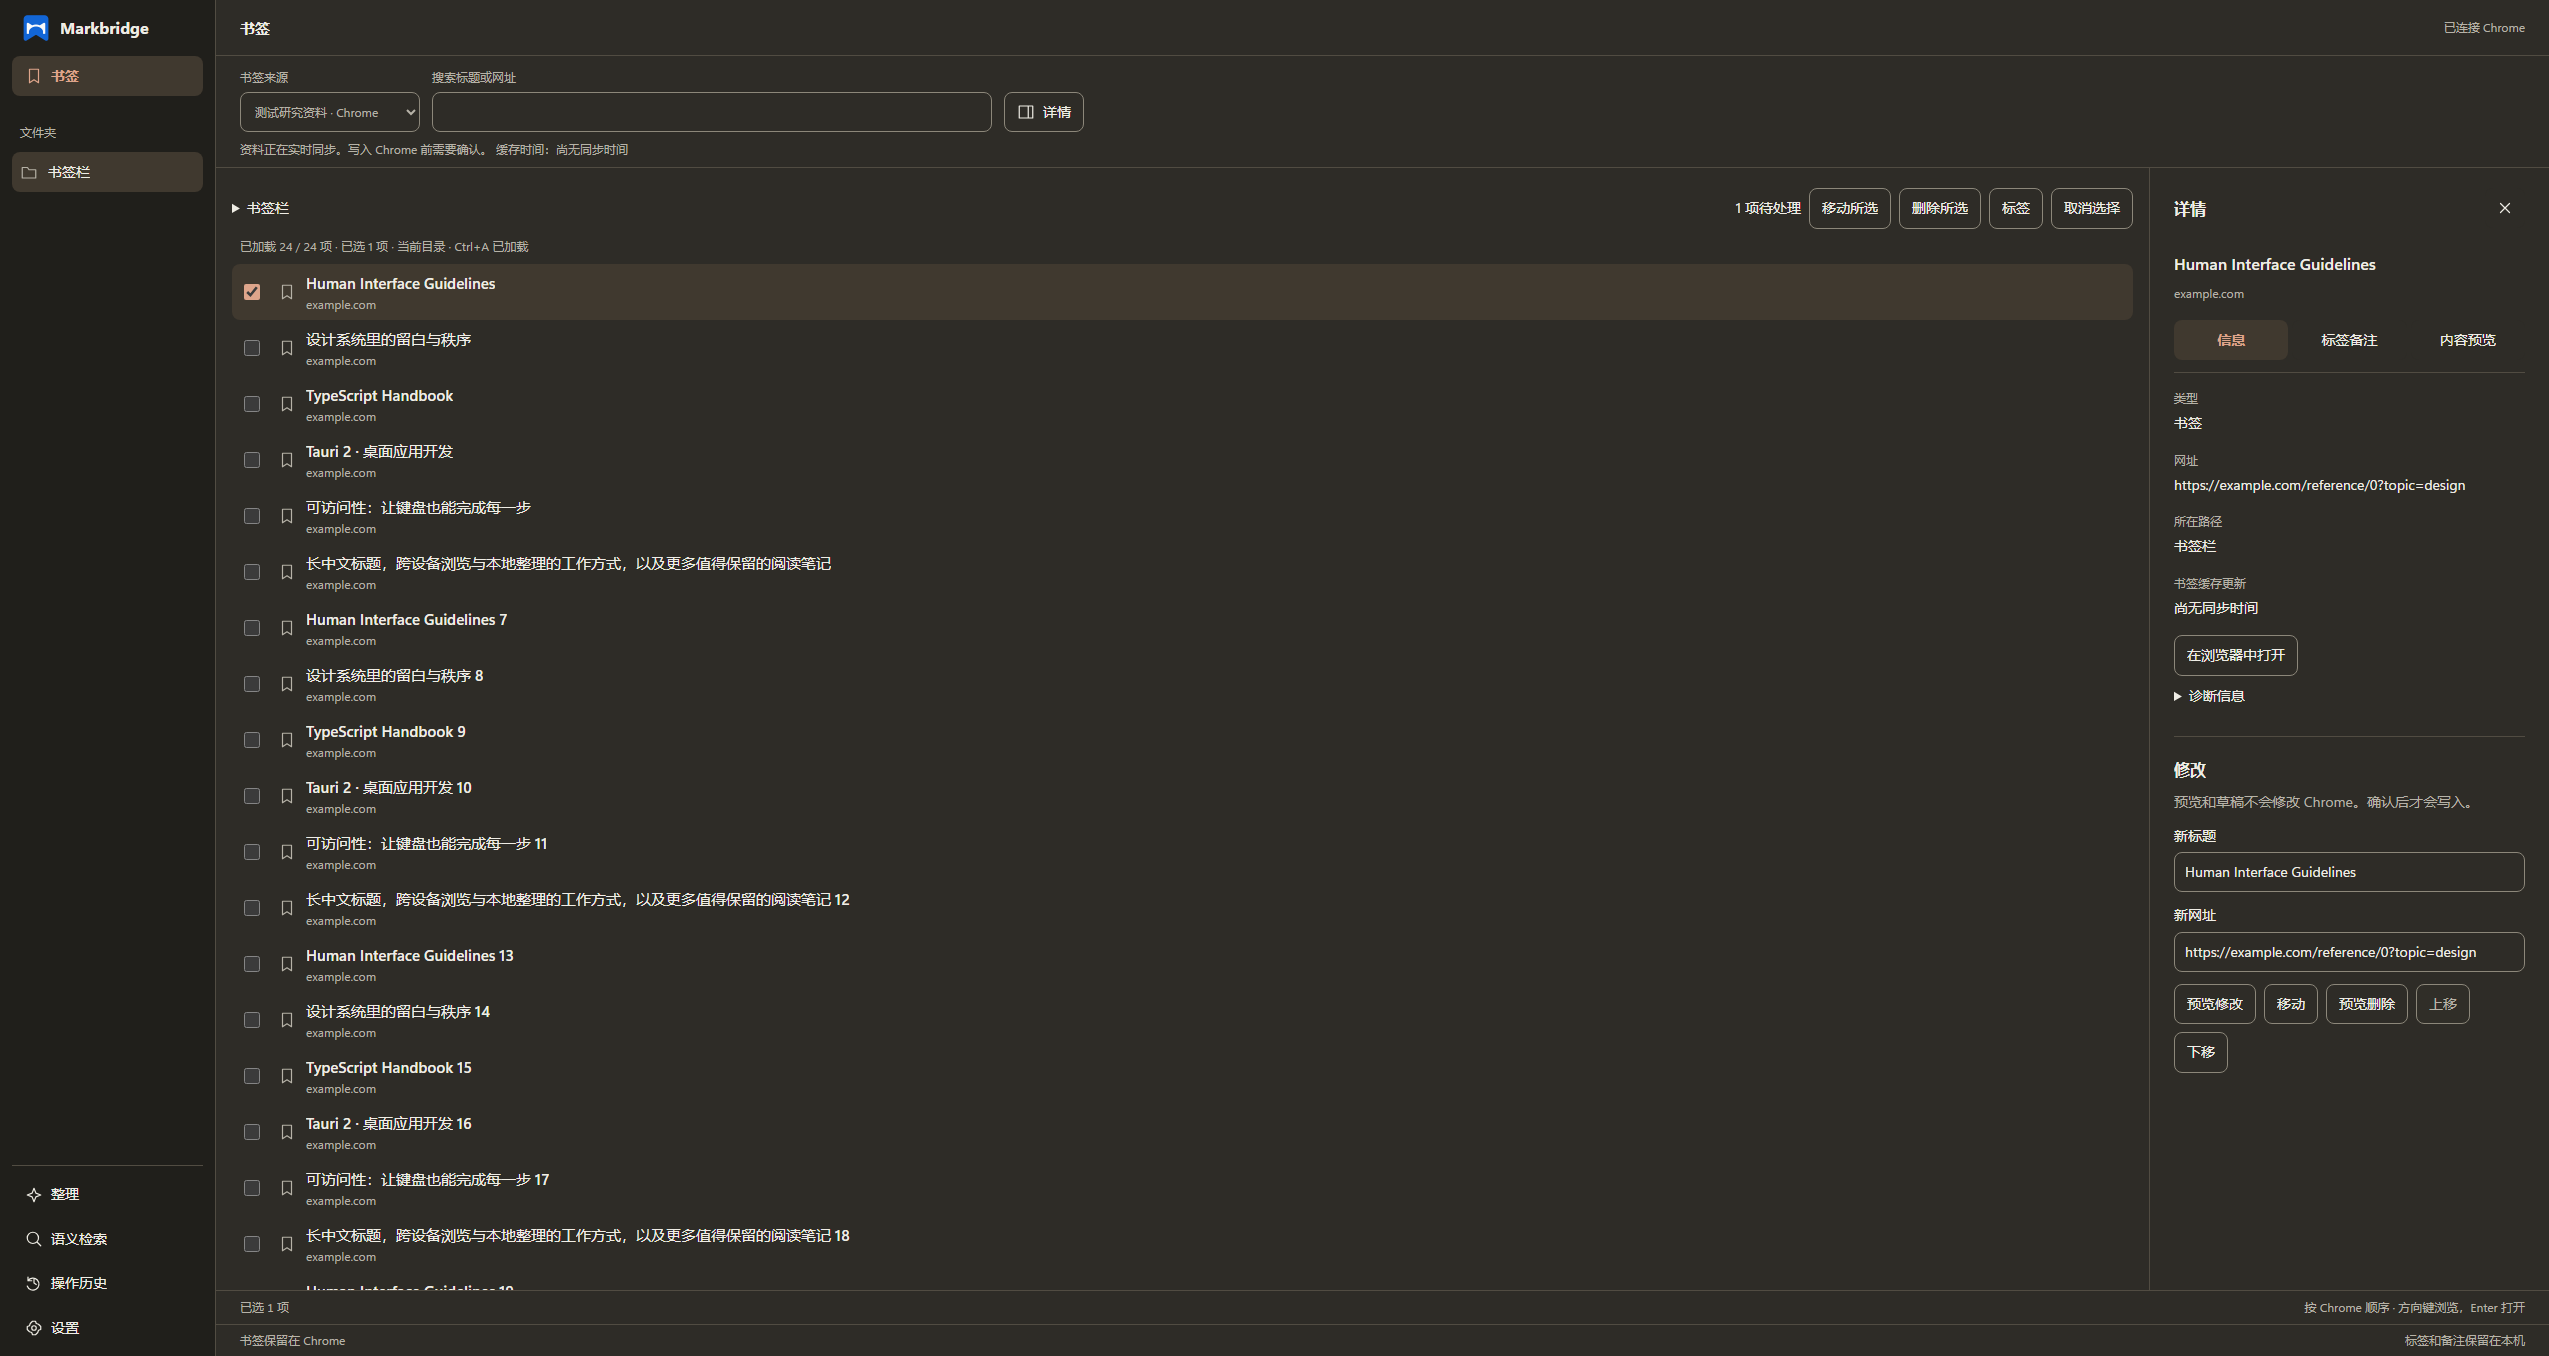 Markbridge
书签
文件夹
书签栏
整理
语义检索
操作历史
设置
书签
已连接 Chrome
书签来源
搜索标题或网址
测试研究资料 · Chrome
详情
资料正在实时同步。写入 Chrome 前需要确认。 缓存时间：尚无同步时间
书签栏
1 项待处理
移动所选
删除所选
标签
取消选择
已加载 24 / 24 项 · 已选 1 项 · 当前目录 · Ctrl+A 已加载
Human Interface Guidelines
example.com
设计系统里的留白与秩序
example.com
TypeScript Handbook
example.com
Tauri 2 · 桌面应用开发
example.com
可访问性：让键盘也能完成每一步
example.com
长中文标题，跨设备浏览与本地整理的工作方式，以及更多值得保留的阅读笔记
example.com
Human Interface Guidelines 7
example.com
设计系统里的留白与秩序 8
example.com
TypeScript Handbook 9
example.com
Tauri 2 · 桌面应用开发 10
example.com
可访问性：让键盘也能完成每一步 11
example.com
长中文标题，跨设备浏览与本地整理的工作方式，以及更多值得保留的阅读笔记 12
example.com
Human Interface Guidelines 13
example.com
设计系统里的留白与秩序 14
example.com
TypeScript Handbook 15
example.com
Tauri 2 · 桌面应用开发 16
example.com
可访问性：让键盘也能完成每一步 17
example.com
长中文标题，跨设备浏览与本地整理的工作方式，以及更多值得保留的阅读笔记 18
example.com
Human Interface Guidelines 19
已选 1 项
按 Chrome 顺序 · 方向键浏览，Enter 打开
书签保留在 Chrome
标签和备注保留在本机
详情
Human Interface Guidelines
example.com
信息
标签备注
内容预览
类型
书签
网址
https://example.com/reference/0?topic=design
所在路径
书签栏
书签缓存更新
尚无同步时间
在浏览器中打开
诊断信息
修改
预览和草稿不会修改 Chrome。确认后才会写入。
新标题
Human Interface Guidelines
新网址
https://example.com/reference/0?topic=design
预览修改
移动
预览删除
上移
下移